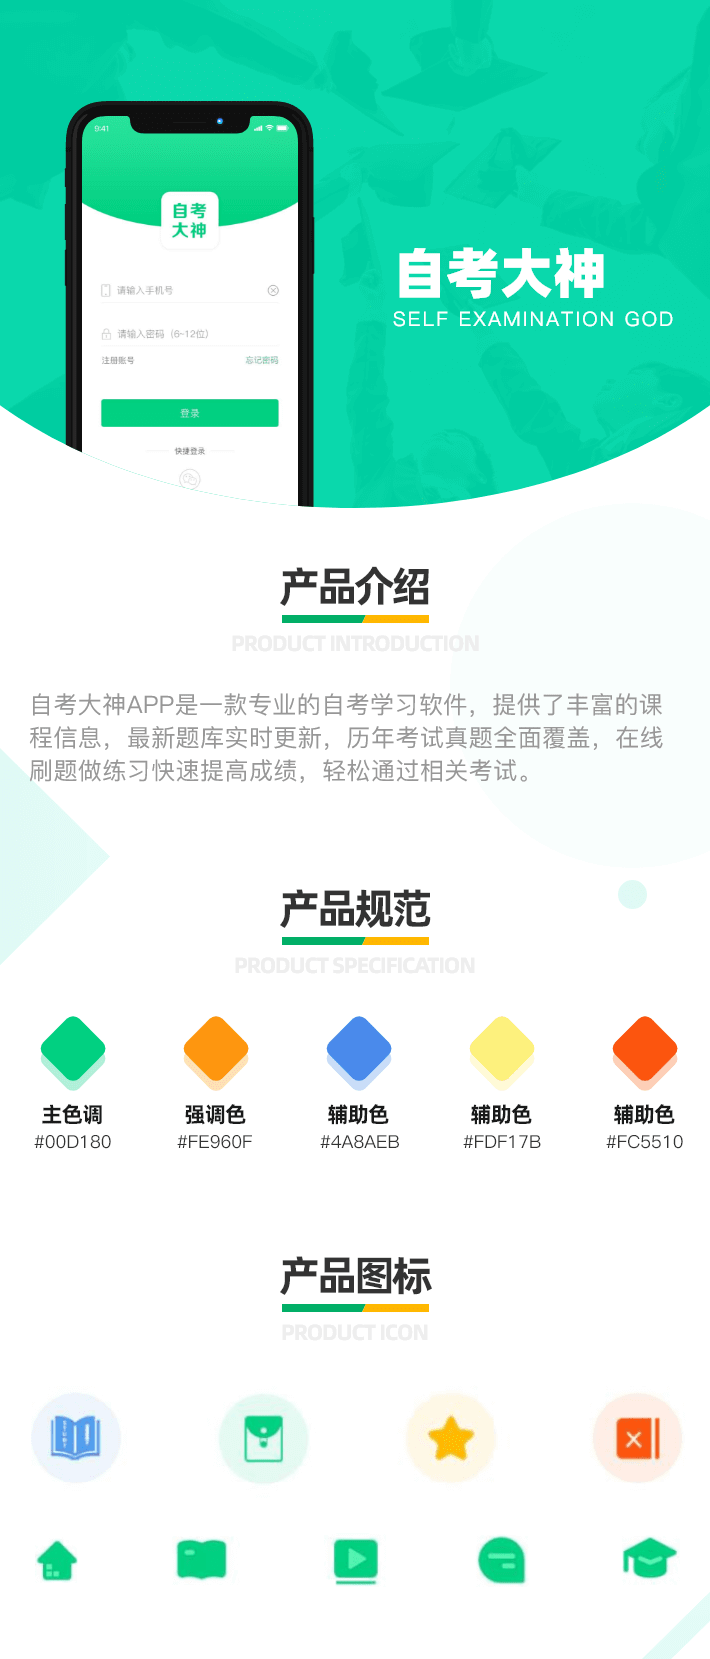 9:41
自考
大神
请输入手机号
请输入密码（6~12位）
注册账号
忘记密码
登录
快捷登录
自考大神
SELF EXAMINATION GOD
产品介绍
PRODUCT INTRODUCTION
自考大神APP是一款专业的自考学习软件，提供了丰富的课
程信息，最新题库实时更新，历年考试真题全面覆盖，在线
刷题做练习快速提高成绩，轻松通过相关考试。
产品规范
PRODUCT SPECIFICATION
主色调
#00D180
强调色
#FE960F
辅助色
#4A8AEB
辅助色
#FDF17B
辅助色
#FC5510
产品图标
PRODUCT ICON